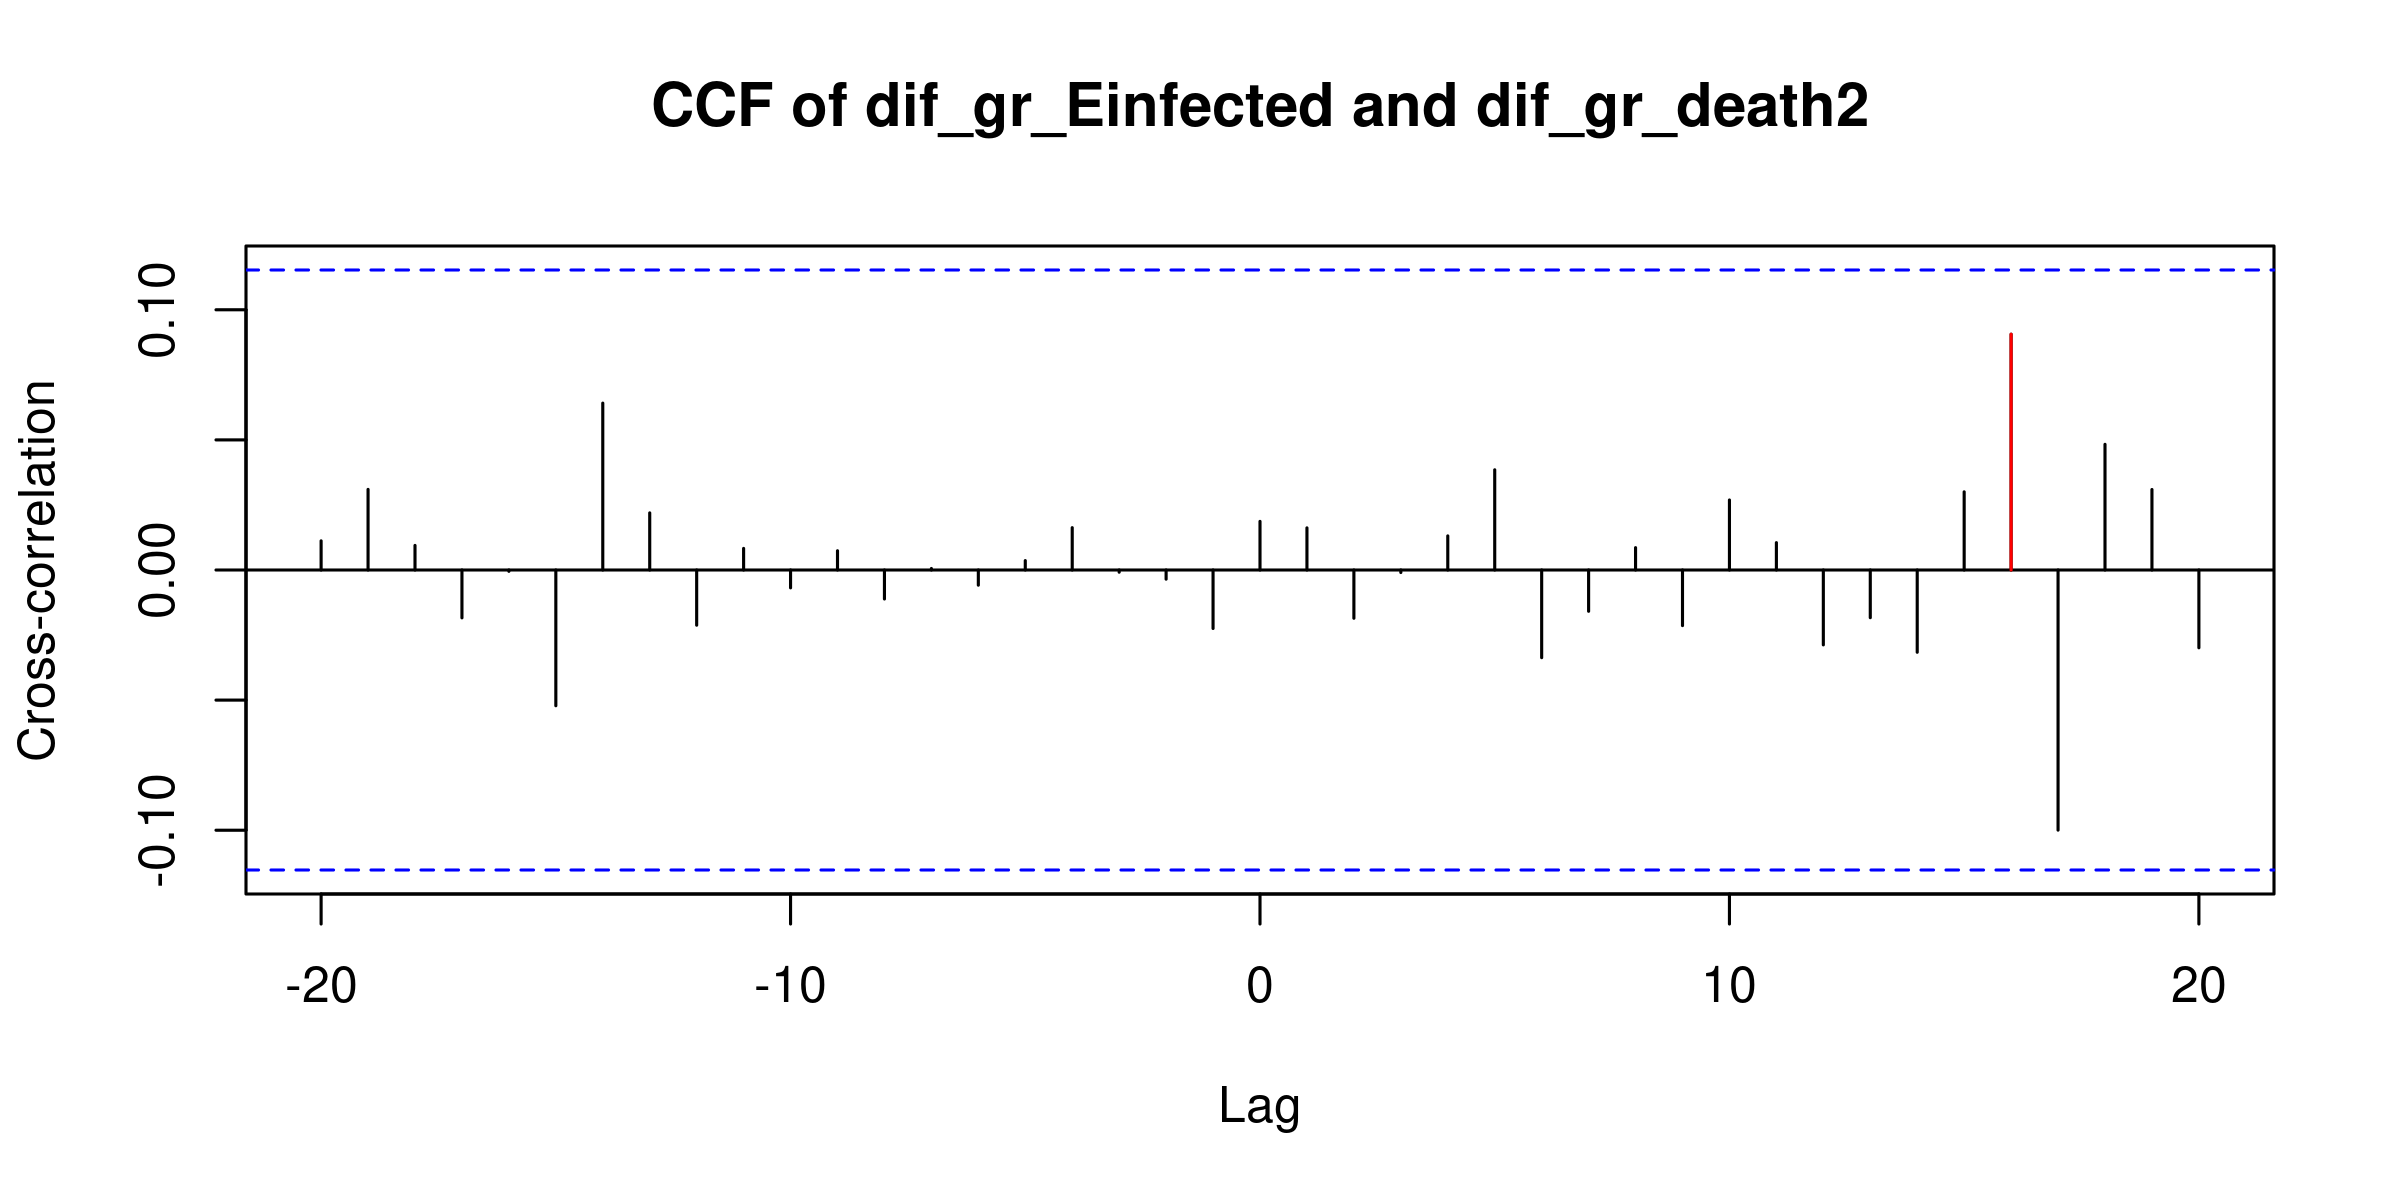 CCF of dif_gr_Einfected and dif_gr_death2
Cross-correlation
0.10
0.00
-0.10
-20 -10 0 10 20
Lag